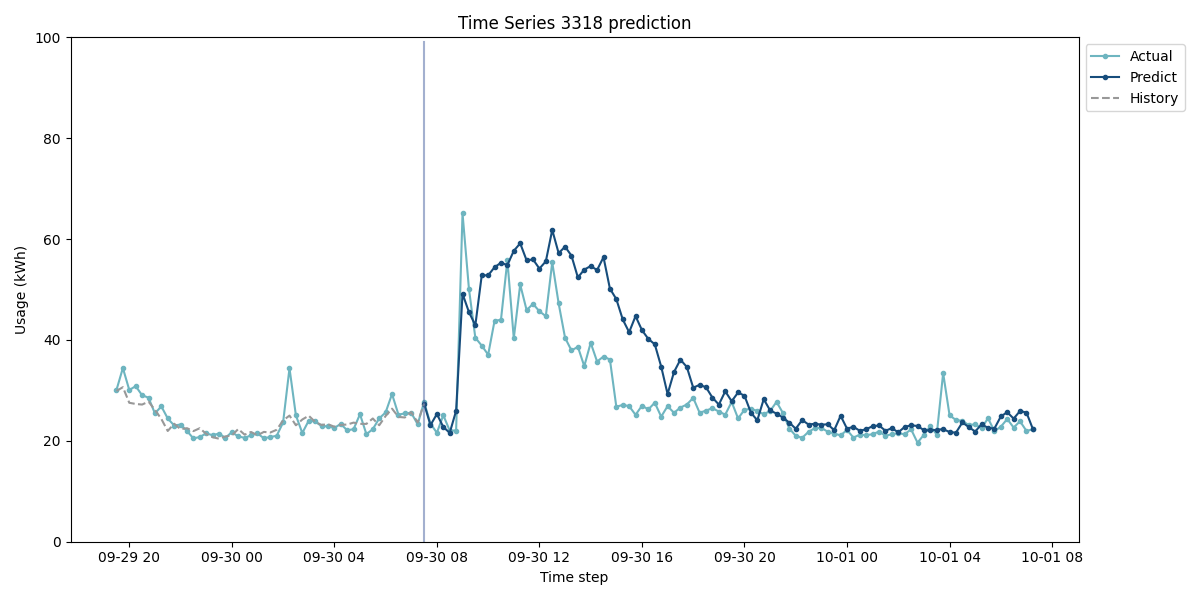 Time Series 3318 prediction
100
80
60
40
20
0
Usage (kWh)
09-29 20
09-30 00
09-30 04
09-30 08
09-30 12
09-30 16
09-30 20
10-01 00
10-01 04
10-01 08
Time step
Actual
Predict
History